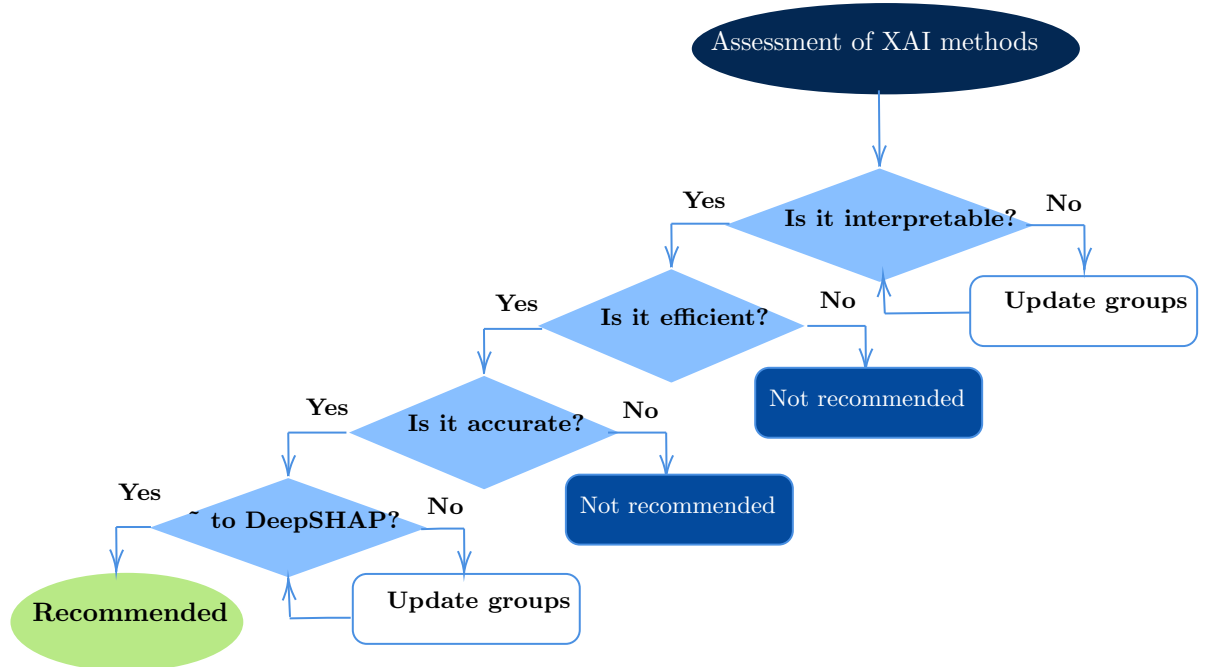 Assessment of XAI methods
Yes
Is it interpretable?
No
Update groups
Yes
Is it efficient?
No
Not recommended
Yes
Is it accurate?
No
Not recommended
Yes
~ to DeepSHAP?
No
Update groups
Recommended